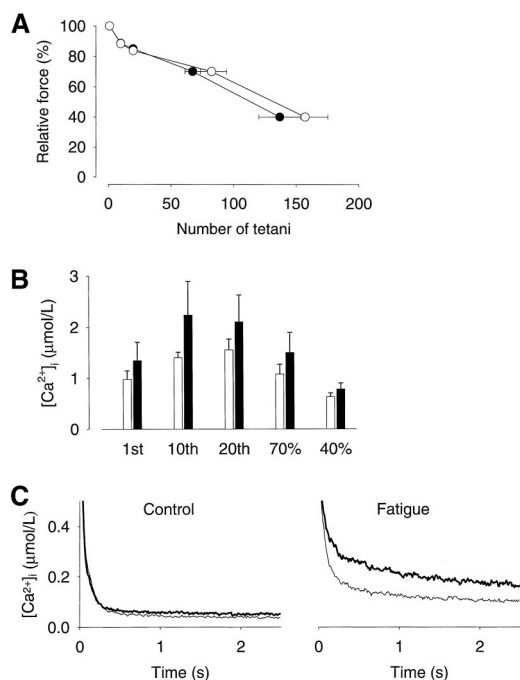 A
Relative force (%)
100
80
60
40
20
0
0 50 100 150 200
Number of tetani
B
[Ca²⁺]ᵢ (μmol/L)
3
2
1
0
1st 10th 20th 70% 40%
C
Control Fatigue
[Ca²⁺]ᵢ (μmol/L)
0.4
0.2
0.0
0 1 2 0 1 2
Time (s) Time (s)